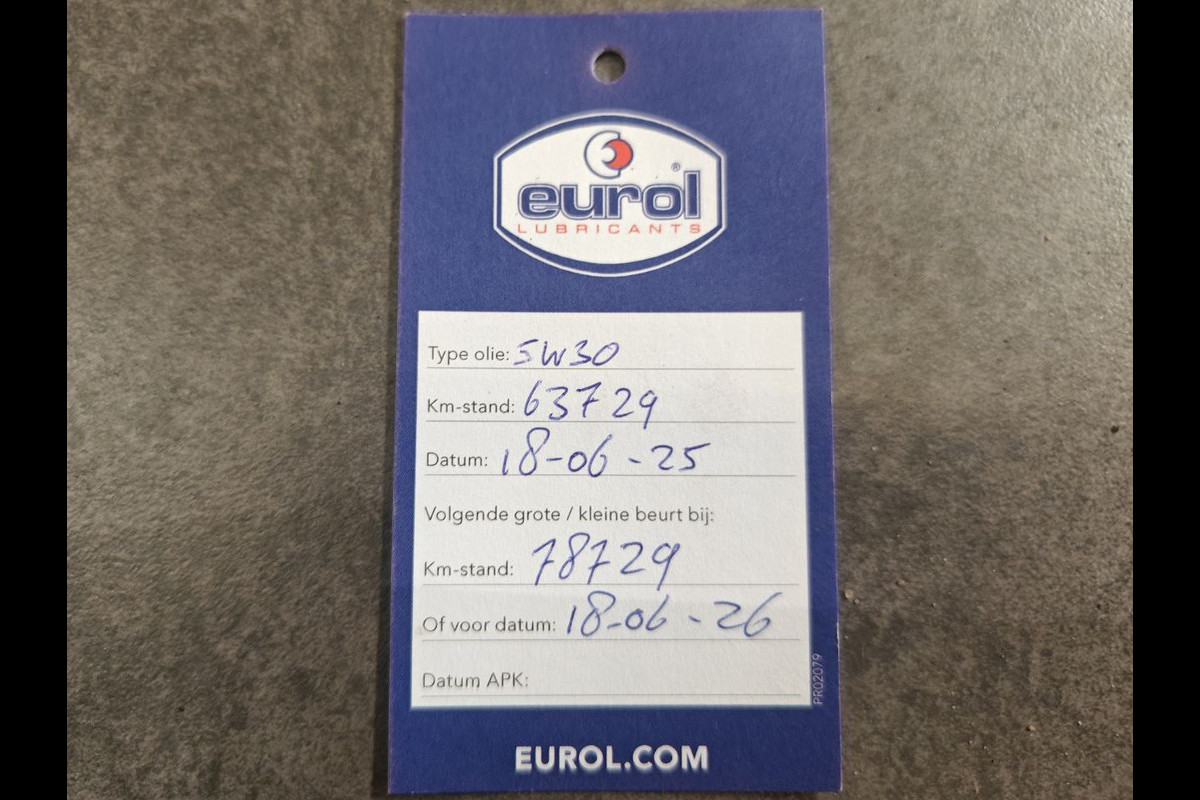 eurol®
LUBRICANTS
Type olie: 5W30
Km-stand: 63729
Datum: 18-06-25
Volgende grote / kleine beurt bij:
Km-stand: 78729
Of voor datum: 18-06-26
Datum APK:
PR02079
EUROL.COM